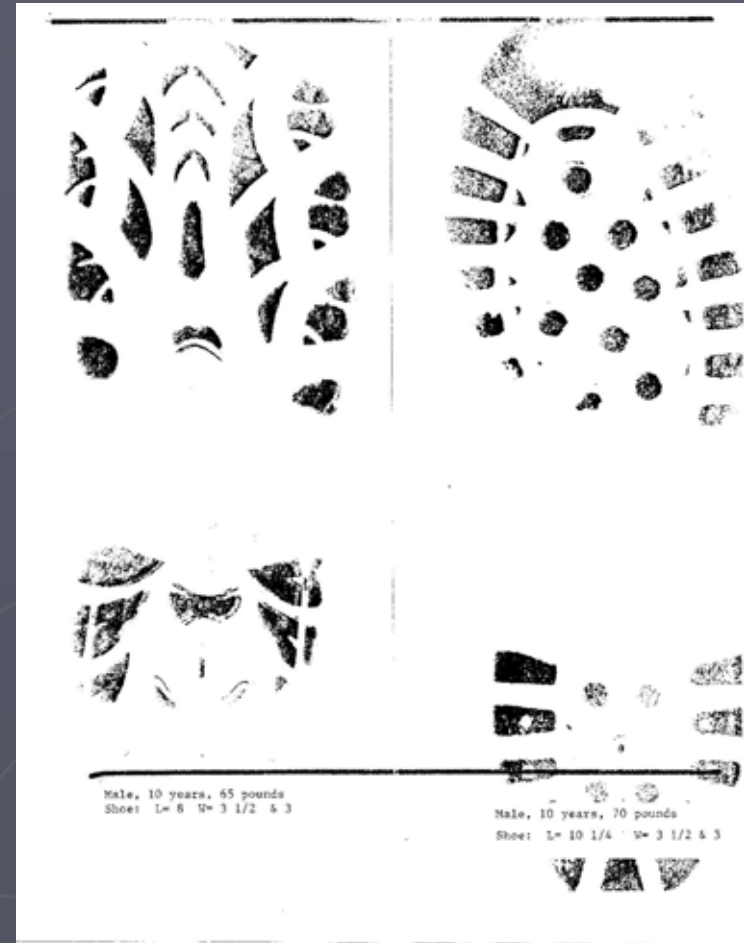 Male, 10 years, 65 pounds
Shoe: L= 8 W= 3 1/2 & 3
Male, 10 years, 70 pounds
Shoe: L= 10 1/4 W= 3 1/2 & 3